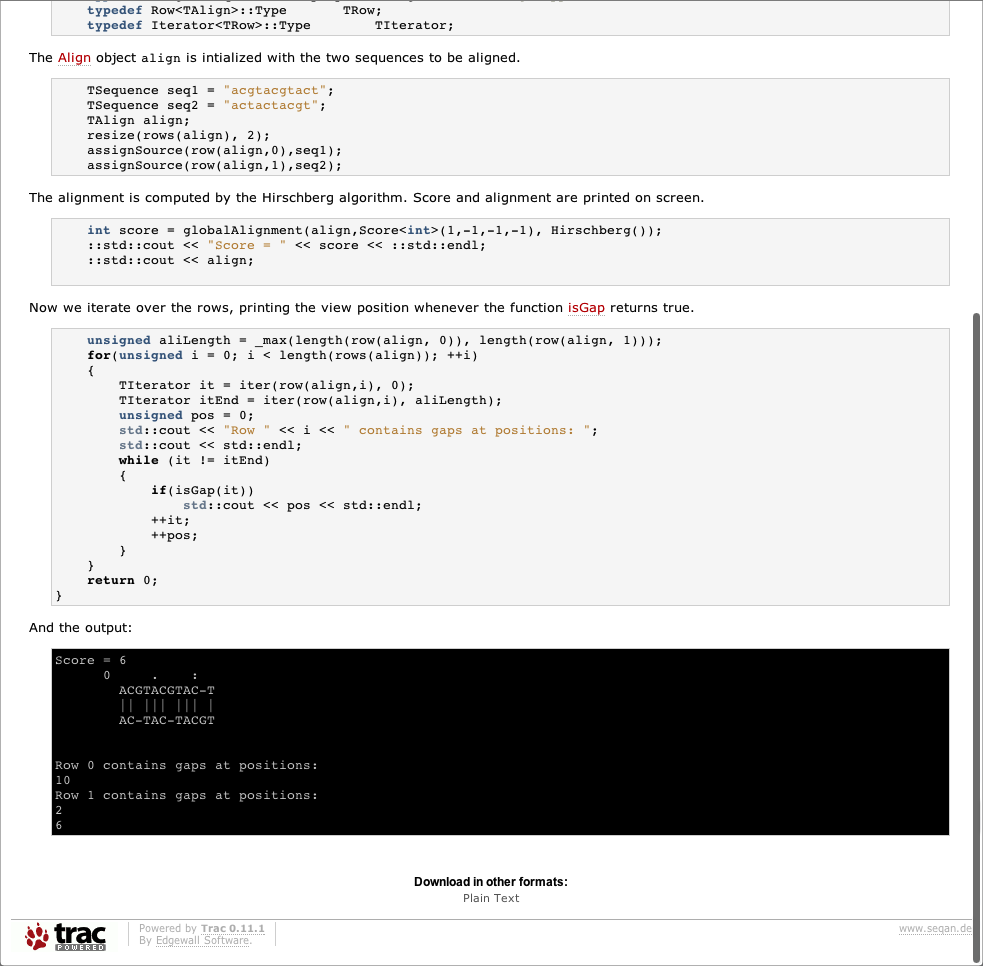 typedef Row<TAlign>::Type       TRow;
typedef Iterator<TRow>::Type        TIterator;
The Align object align is intialized with the two sequences to be aligned.
TSequence seq1 = "acgtacgtact";
TSequence seq2 = "actactacgt";
TAlign align;
resize(rows(align), 2);
assignSource(row(align,0),seq1);
assignSource(row(align,1),seq2);
The alignment is computed by the Hirschberg algorithm. Score and alignment are printed on screen.
int score = globalAlignment(align,Score<int>(1,-1,-1,-1), Hirschberg());
::std::cout << "Score = " << score << ::std::endl;
::std::cout << align;
Now we iterate over the rows, printing the view position whenever the function isGap returns true.
unsigned aliLength = _max(length(row(align, 0)), length(row(align, 1)));
for(unsigned i = 0; i < length(rows(align)); ++i)
{
TIterator it = iter(row(align,i), 0);
TIterator itEnd = iter(row(align,i), aliLength);
unsigned pos = 0;
std::cout << "Row " << i << " contains gaps at positions: ";
std::cout << std::endl;
while (it != itEnd)
{
if(isGap(it))
std::cout << pos << std::endl;
++it;
++pos;
}
}
return 0;
}
And the output:
Score = 6
0     .    :
ACGTACGTAC-T
|| ||| ||| |
AC-TAC-TACGT
Row 0 contains gaps at positions:
10
Row 1 contains gaps at positions:
2
6
Download in other formats:
Plain Text
trac POWERED
Powered by Trac 0.11.1
By Edgewall Software.
www.seqan.de